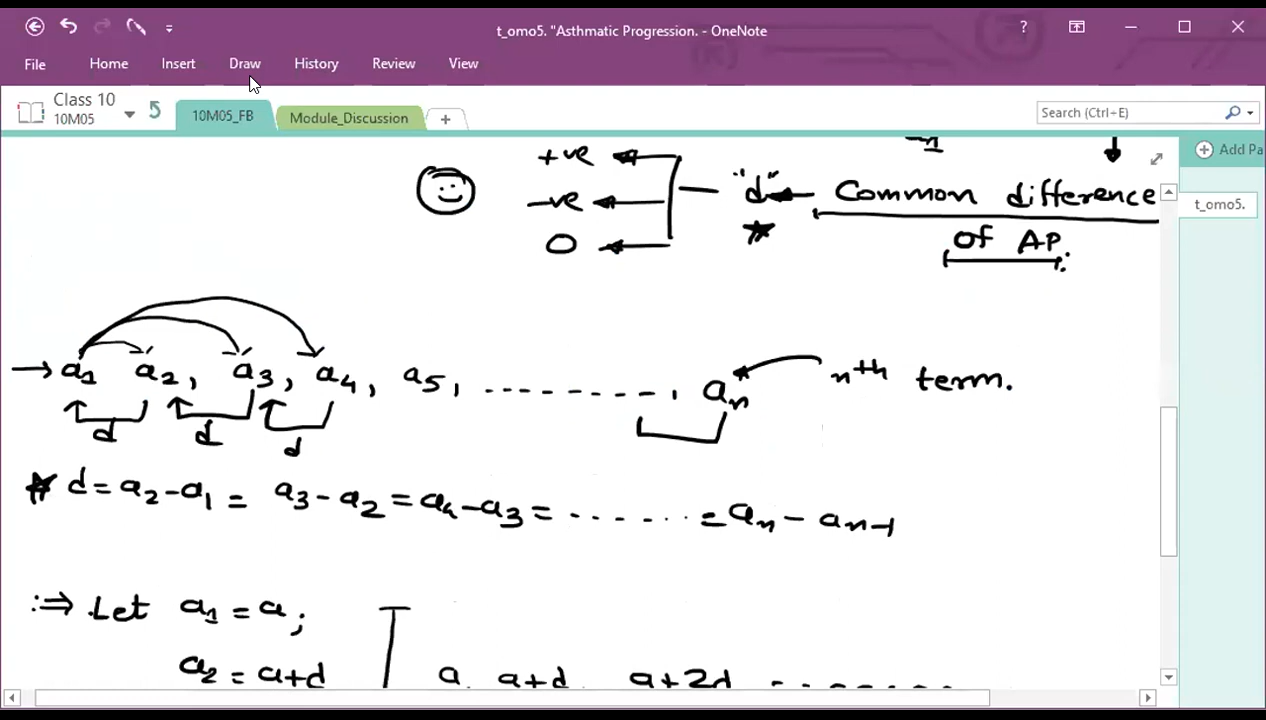 t_omo5. "Asthmatic Progression. - OneNote
?
File Home Insert Draw History Review View
Class 10
10M05
10M05_FB
Module_Discussion
+
Search (Ctrl+E)
Add Pa
t_omo5.
a1
+ve
-ve
0
"d"
Common difference
of AP.
→ a1 a2, a3, a4, a5, ---------, an
nth term.
d d d
* d = a2 - a1 = a3 - a2 = a4 - a3 = ....... = an - an-1
:⇒ Let a1 = a ;
a2 = a+d
a, a+d, a+2d